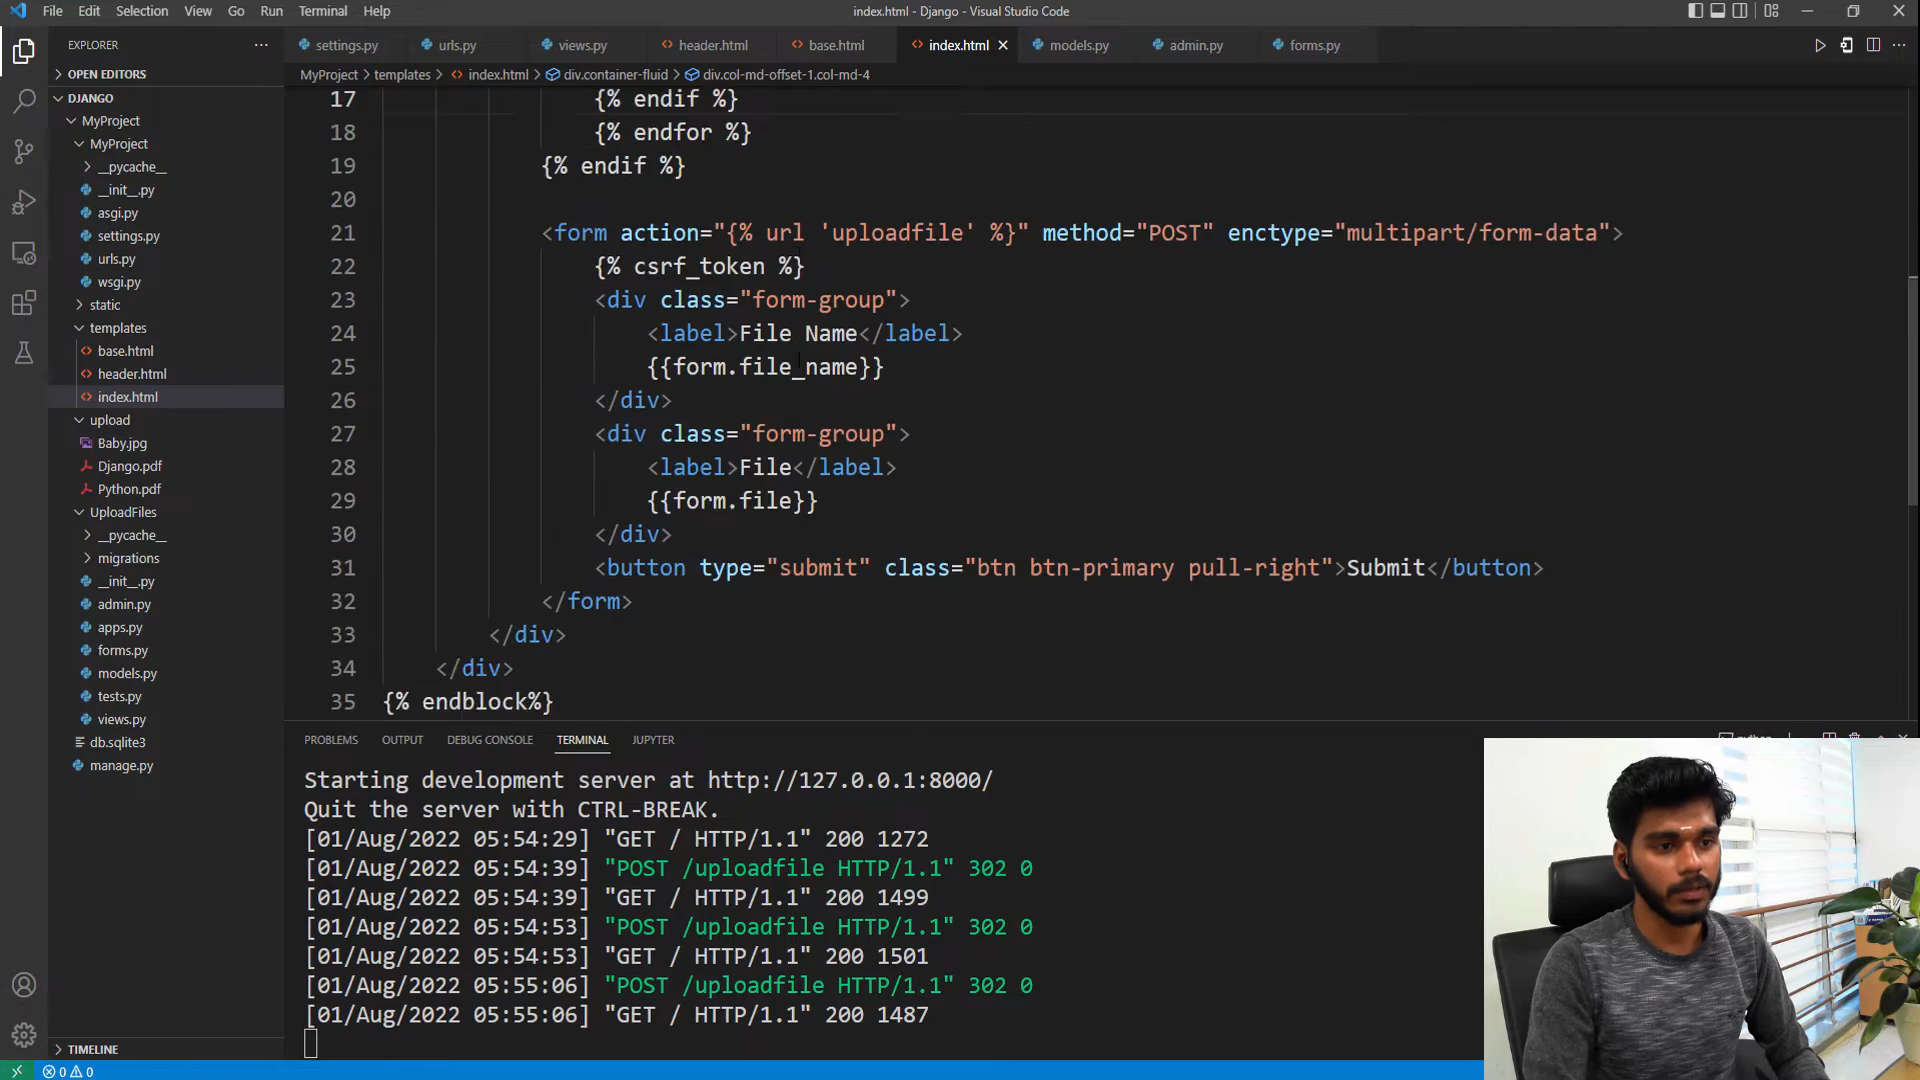 File Edit Selection View Go Run Terminal Help
index.html - Django - Visual Studio Code
EXPLORER
OPEN EDITORS
DJANGO
MyProject
MyProject
__pycache__
__init__.py
asgi.py
settings.py
urls.py
wsgi.py
static
templates
base.html
header.html
index.html
upload
Baby.jpg
Django.pdf
Python.pdf
UploadFiles
__pycache__
migrations
__init__.py
admin.py
apps.py
forms.py
models.py
tests.py
views.py
db.sqlite3
manage.py
TIMELINE
settings.py urls.py views.py header.html base.html index.html models.py admin.py forms.py
MyProject > templates > index.html > div.container-fluid > div.col-md-offset-1.col-md-4
17 {% endif %}
18 {% endfor %}
19 {% endif %}
20
21 <form action="{% url 'uploadfile' %}" method="POST" enctype="multipart/form-data">
22 {% csrf_token %}
23 <div class="form-group">
24 <label>File Name</label>
25 {{form.file_name}}
26 </div>
27 <div class="form-group">
28 <label>File</label>
29 {{form.file}}
30 </div>
31 <button type="submit" class="btn btn-primary pull-right">Submit</button>
32 </form>
33 </div>
34 </div>
35 {% endblock%}
PROBLEMS OUTPUT DEBUG CONSOLE TERMINAL JUPYTER
Starting development server at http://127.0.0.1:8000/
Quit the server with CTRL-BREAK.
[01/Aug/2022 05:54:29] "GET / HTTP/1.1" 200 1272
[01/Aug/2022 05:54:39] "POST /uploadfile HTTP/1.1" 302 0
[01/Aug/2022 05:54:39] "GET / HTTP/1.1" 200 1499
[01/Aug/2022 05:54:53] "POST /uploadfile HTTP/1.1" 302 0
[01/Aug/2022 05:54:53] "GET / HTTP/1.1" 200 1501
[01/Aug/2022 05:55:06] "POST /uploadfile HTTP/1.1" 302 0
[01/Aug/2022 05:55:06] "GET / HTTP/1.1" 200 1487
0 0